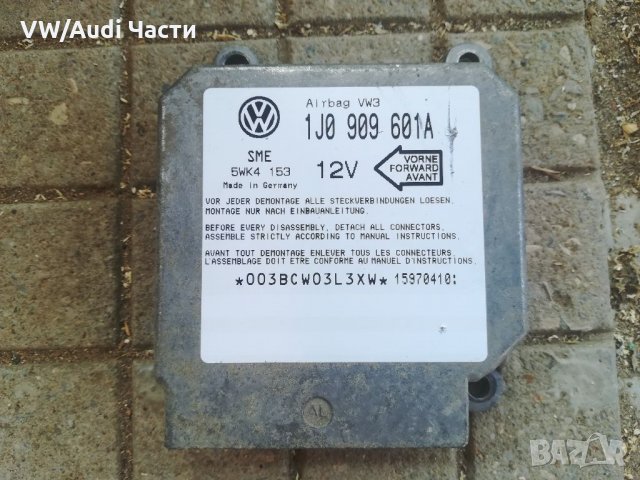 VW/Audi Части
Airbag VW3
1J0 909 601A
SME
5WK4 153
Made in Germany
12V
VORNE
FORWARD
AVANT
VOR JEDER DEMONTAGE ALLE STECKVERBINDUNGEN LOESEN.
MONTAGE NUR NACH EINBAUANLEITUNG.
BEFORE EVERY DISASSEMBLY, DETACH ALL CONNECTORS,
ASSEMBLE STRICTLY ACCORDING TO MANUAL INSTRUCTIONS.
AVANT TOUT DEMONTAGE ENLEVER TOUS LES CONNECTEURS.
L'ASSEMBLAGE DOIT ETRE CONFORME AU MANUEL D'INSTRUCTIONS.
*003BCW03L3XW* 15970410:
AL
BAZAR